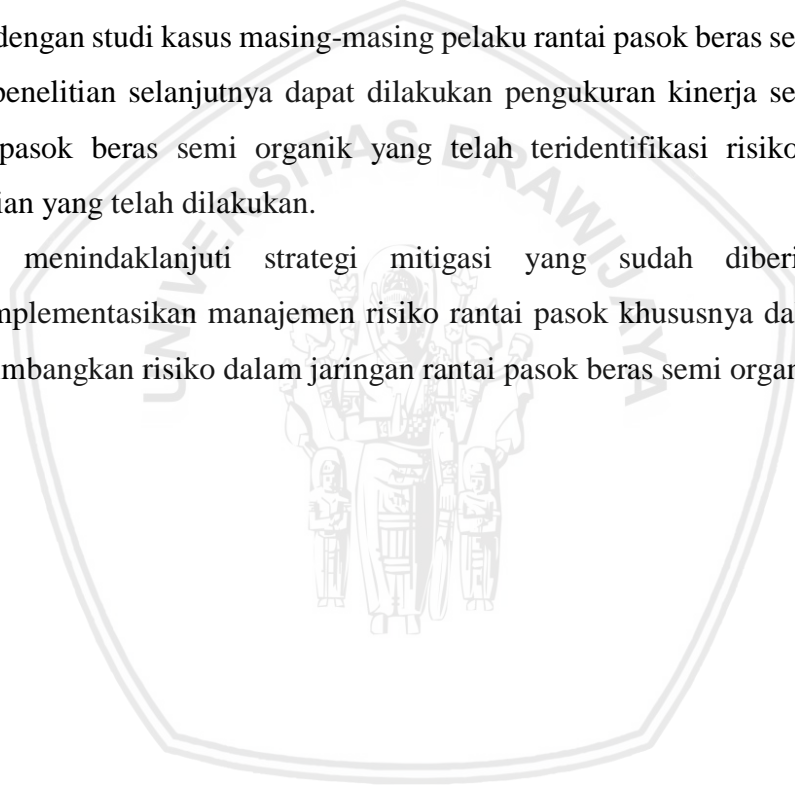 dengan studi kasus masing-masing pelaku rantai pasok beras se
penelitian selanjutnya dapat dilakukan pengukuran kinerja se
pasok beras semi organik yang telah teridentifikasi risiko
ian yang telah dilakukan.
menindaklanjuti strategi mitigasi yang sudah diberi
mplementasikan manajemen risiko rantai pasok khususnya da
mbangkan risiko dalam jaringan rantai pasok beras semi organ
UNIVERSITAS BRAWIJAYA